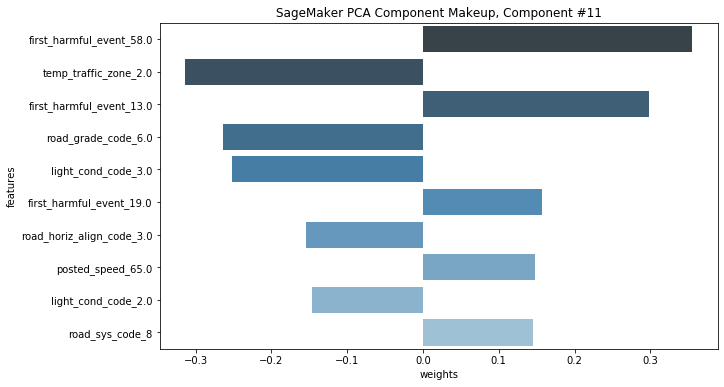 SageMaker PCA Component Makeup, Component #11
first_harmful_event_58.0
temp_traffic_zone_2.0
first_harmful_event_13.0
road_grade_code_6.0
light_cond_code_3.0
first_harmful_event_19.0
road_horiz_align_code_3.0
posted_speed_65.0
light_cond_code_2.0
road_sys_code_8
features
−0.3 −0.2 −0.1 0.0 0.1 0.2 0.3
weights